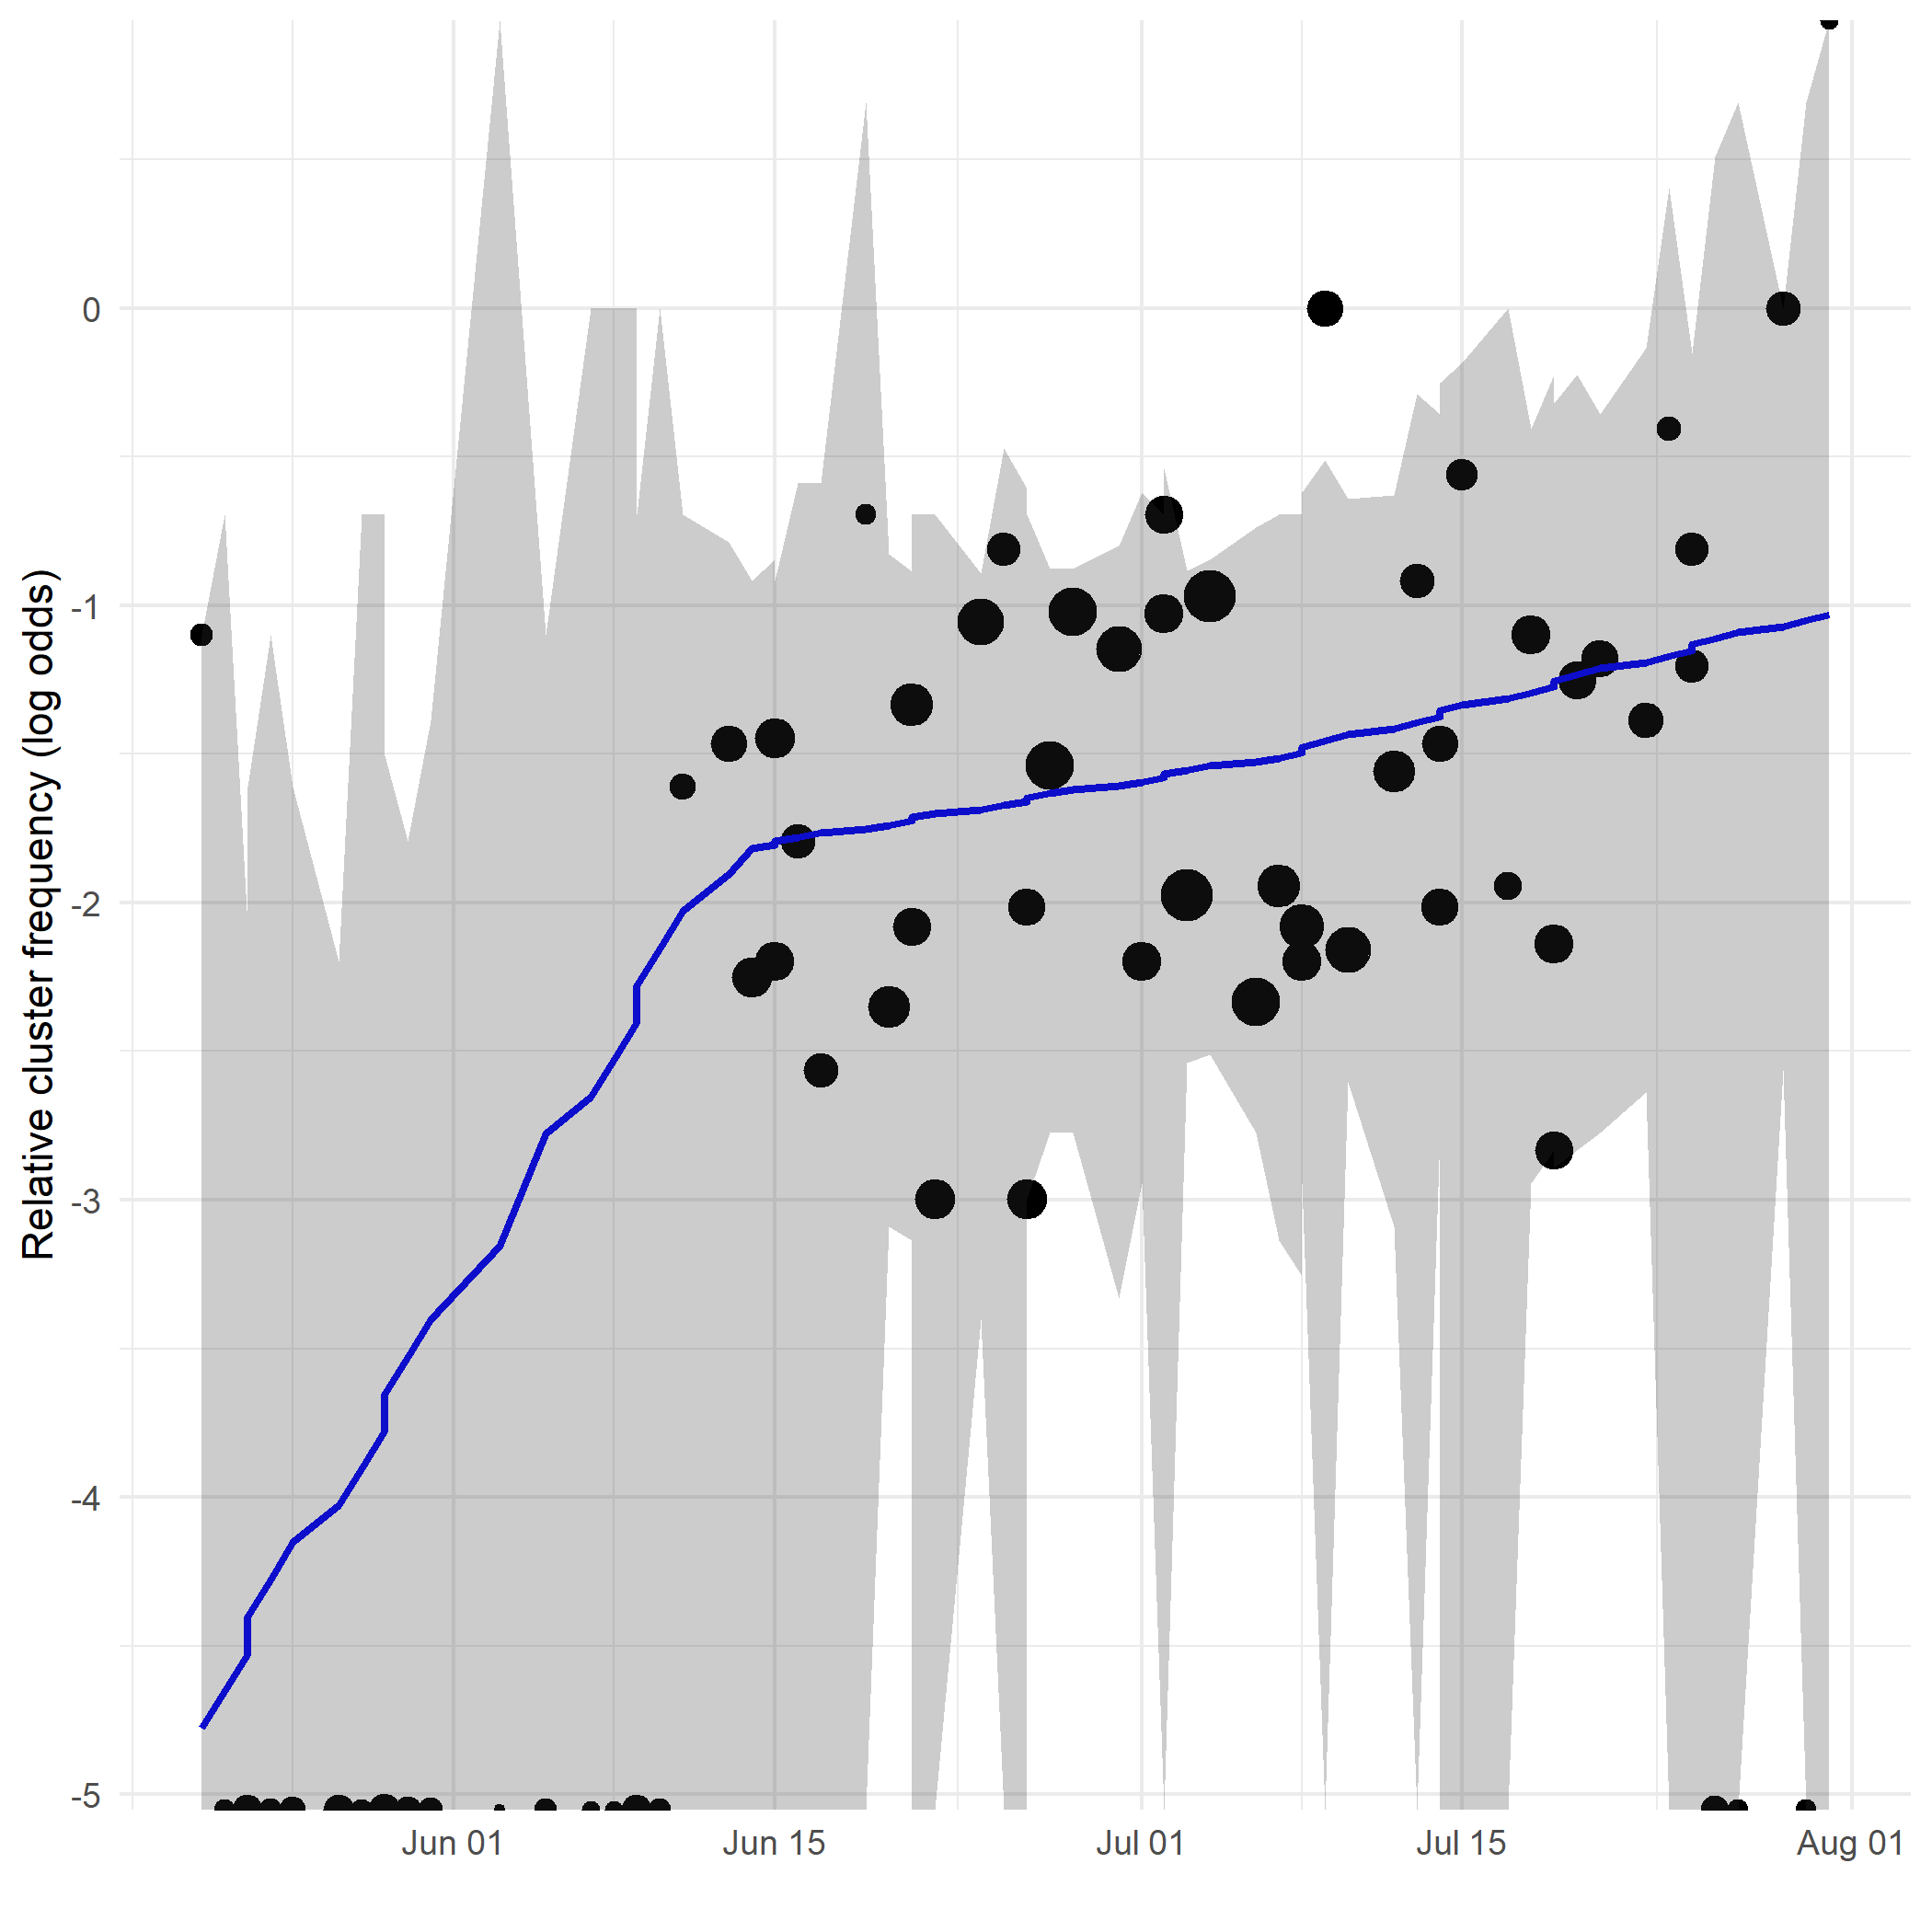 Relative cluster frequency (log odds)
0
-1
-2
-3
-4
-5
Jun 01
Jun 15
Jul 01
Jul 15
Aug 01